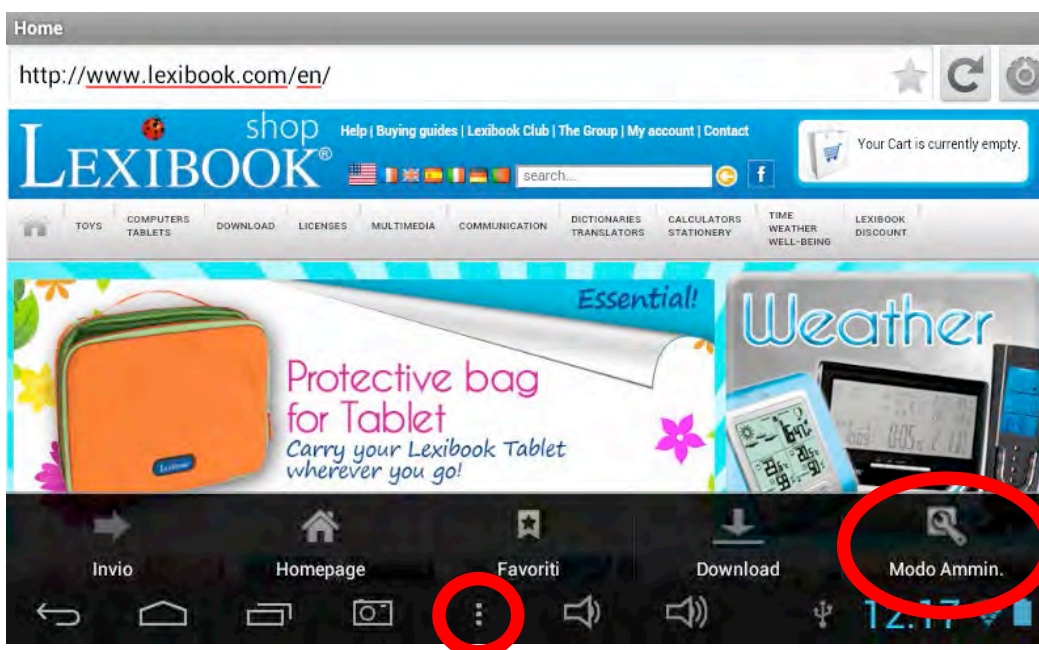 Home
http://www.lexibook.com/en/
shop
LEXIBOOK®
Help | Buying guides | Lexibook Club | The Group | My account | Contact
search...
f
Your Cart is currently empty.
TOYS
COMPUTERS
TABLETS
DOWNLOAD
LICENSES
MULTIMEDIA
COMMUNICATION
DICTIONARIES
TRANSLATORS
CALCULATORS
STATIONERY
TIME
WEATHER
WELL-BEING
LEXIBOOK
DISCOUNT
Essential!
Protective bag
for Tablet
Carry your Lexibook Tablet
wherever you go!
Lexibook
Weather
Invio
Homepage
Favoriti
Download
Modo Ammin.
12:17